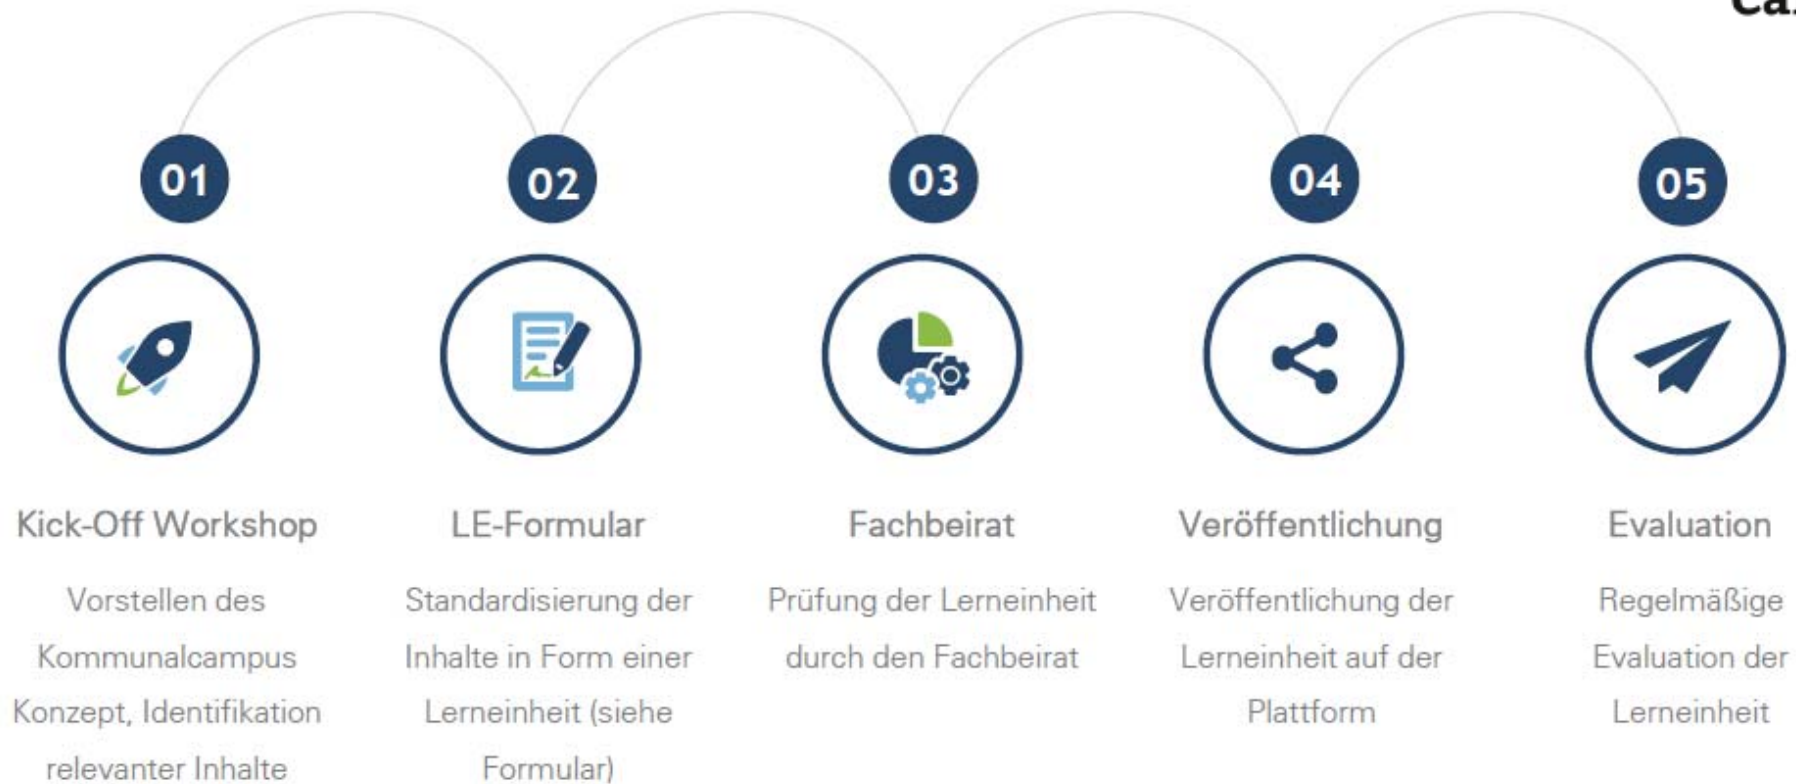 01
02
03
04
05
Kick-Off Workshop
Vorstellen des
Kommunalcampus
Konzept, Identifikation
relevanter Inhalte
LE-Formular
Standardisierung der
Inhalte in Form einer
Lerneinheit (siehe
Formular)
Fachbeirat
Prüfung der Lerneinheit
durch den Fachbeirat
Veröffentlichung
Veröffentlichung der
Lerneinheit auf der
Plattform
Evaluation
Regelmäßige
Evaluation der
Lerneinheit